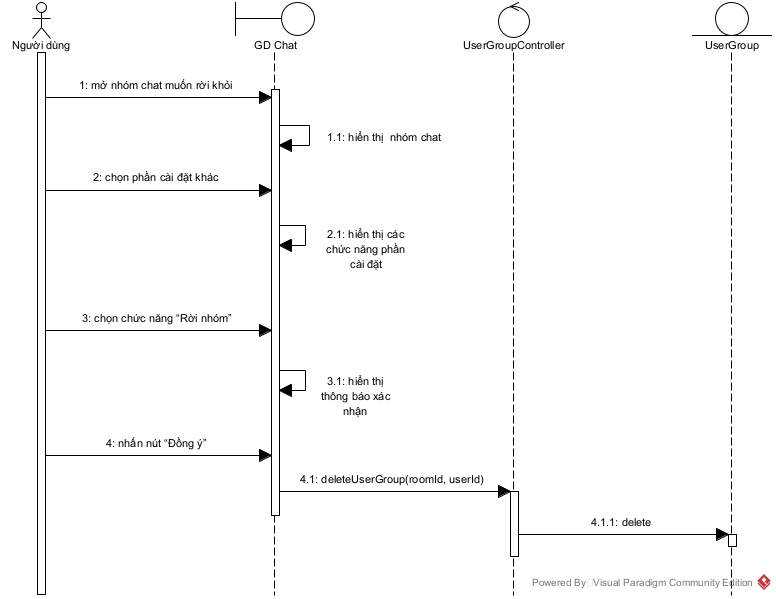 Người dùng
GD Chat
UserGroupController
UserGroup
1: mở nhóm chat muốn rời khỏi
1.1: hiển thị nhóm chat
2: chọn phần cài đặt khác
2.1: hiển thị các
chức năng phần
cài đặt
3: chọn chức năng “Rời nhóm”
3.1: hiển thị
thông báo xác
nhận
4: nhấn nút “Đồng ý”
4.1: deleteUserGroup(roomId, userId)
4.1.1: delete
Powered By Visual Paradigm Community Edition